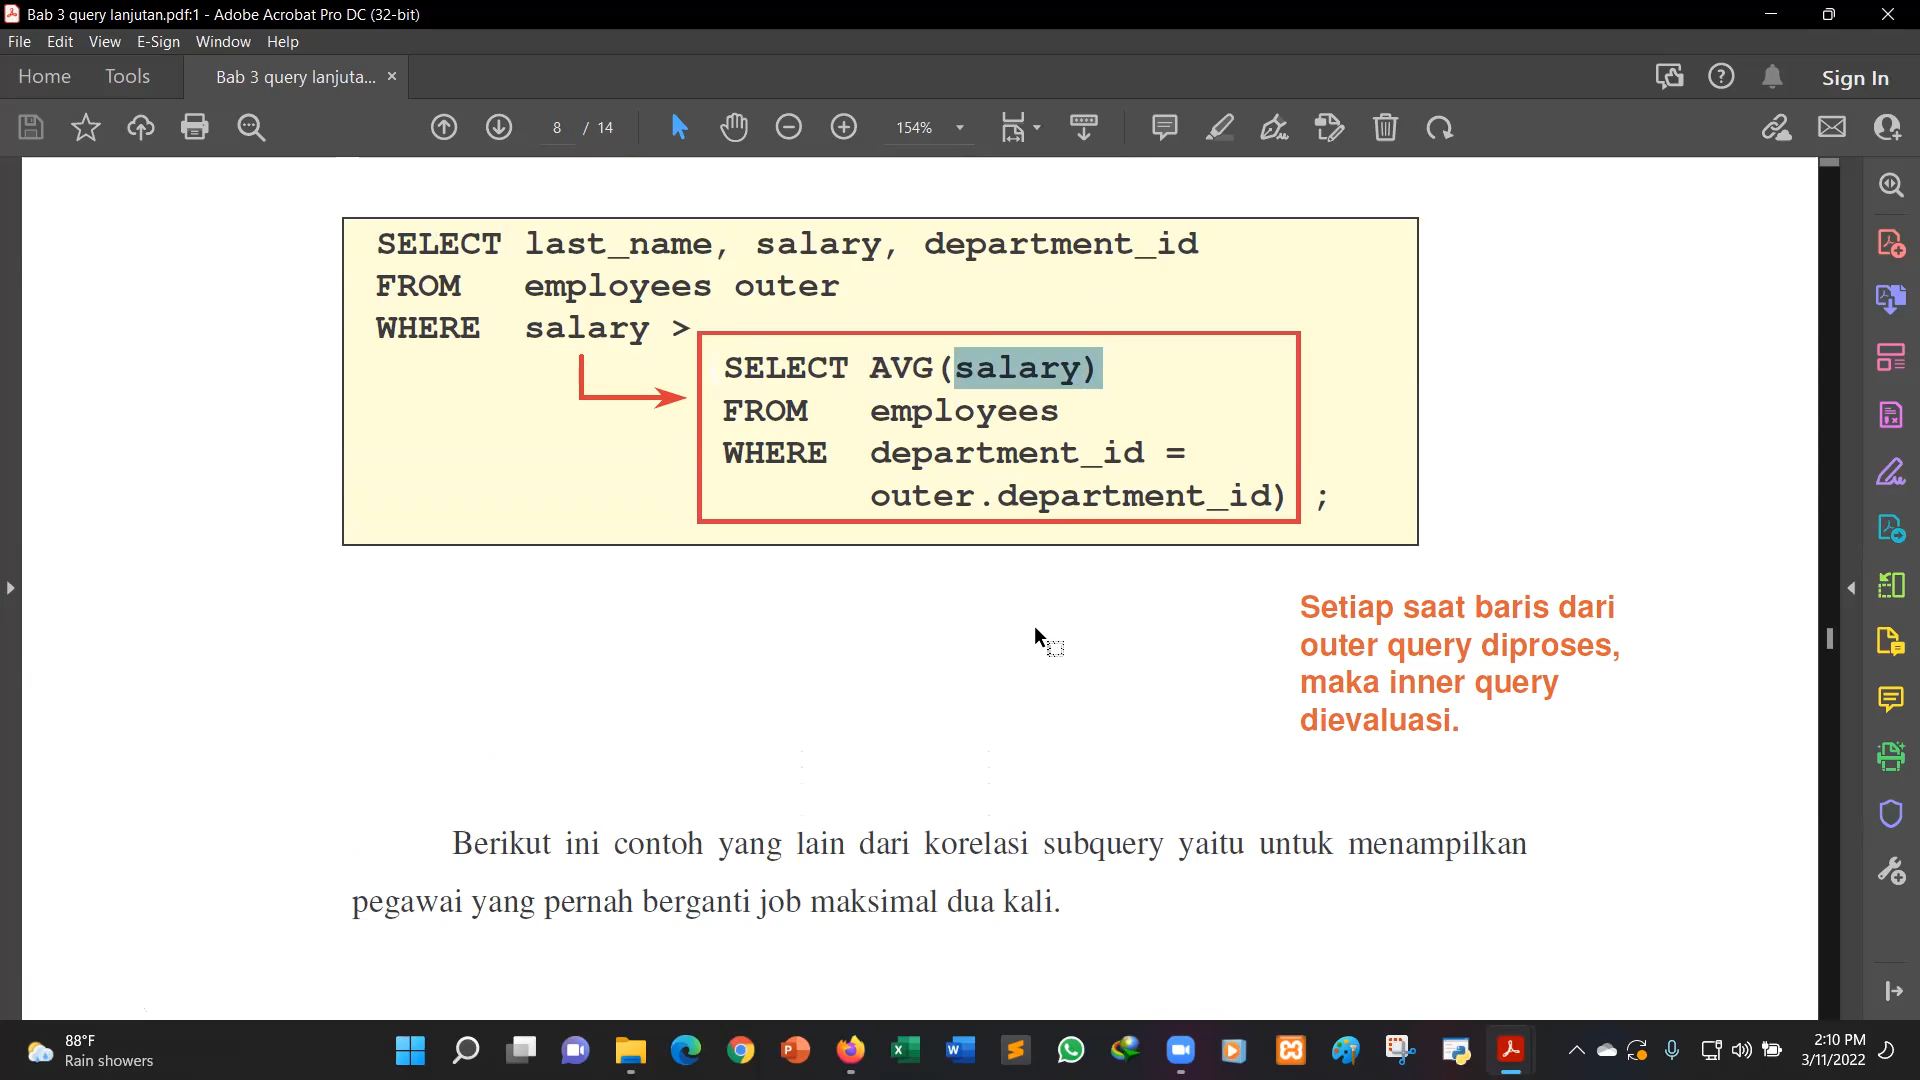 Bab 3 query lanjutan.pdf:1 - Adobe Acrobat Pro DC (32-bit)
File Edit View E-Sign Window Help
Home Tools Bab 3 query lanjuta... × Sign In
8 / 14 154%
SELECT last_name, salary, department_id
FROM employees outer
WHERE salary >
SELECT AVG(salary)
FROM employees
WHERE department_id =
outer.department_id) ;
Setiap saat baris dari
outer query diproses,
maka inner query
dievaluasi.
Berikut ini contoh yang lain dari korelasi subquery yaitu untuk menampilkan
pegawai yang pernah berganti job maksimal dua kali.
88°F
Rain showers
2:10 PM
3/11/2022